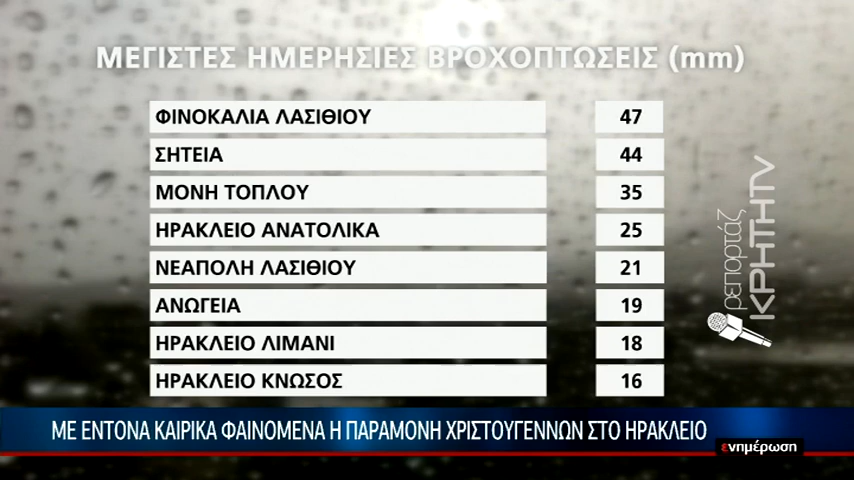 ΜΕΓΙΣΤΕΣ ΗΜΕΡΗΣΙΕΣ ΒΡΟΧΟΠΤΩΣΕΙΣ (mm)
ΦΙΝΟΚΑΛΙΑ ΛΑΣΙΘΙΟΥ 47
ΣΗΤΕΙΑ 44
ΜΟΝΗ ΤΟΠΛΟΥ 35
ΗΡΑΚΛΕΙΟ ΑΝΑΤΟΛΙΚΑ 25
ΝΕΑΠΟΛΗ ΛΑΣΙΘΙΟΥ 21
ΑΝΩΓΕΙΑ 19
ΗΡΑΚΛΕΙΟ ΛΙΜΑΝΙ 18
ΗΡΑΚΛΕΙΟ ΚΝΩΣΟΣ 16
ρεπορτάζ
ΚΡΗΤΗTV
ΜΕ ΕΝΤΟΝΑ ΚΑΙΡΙΚΑ ΦΑΙΝΟΜΕΝΑ Η ΠΑΡΑΜΟΝΗ ΧΡΙΣΤΟΥΓΕΝΝΩΝ ΣΤΟ ΗΡΑΚΛΕΙΟ
ενημέρωση